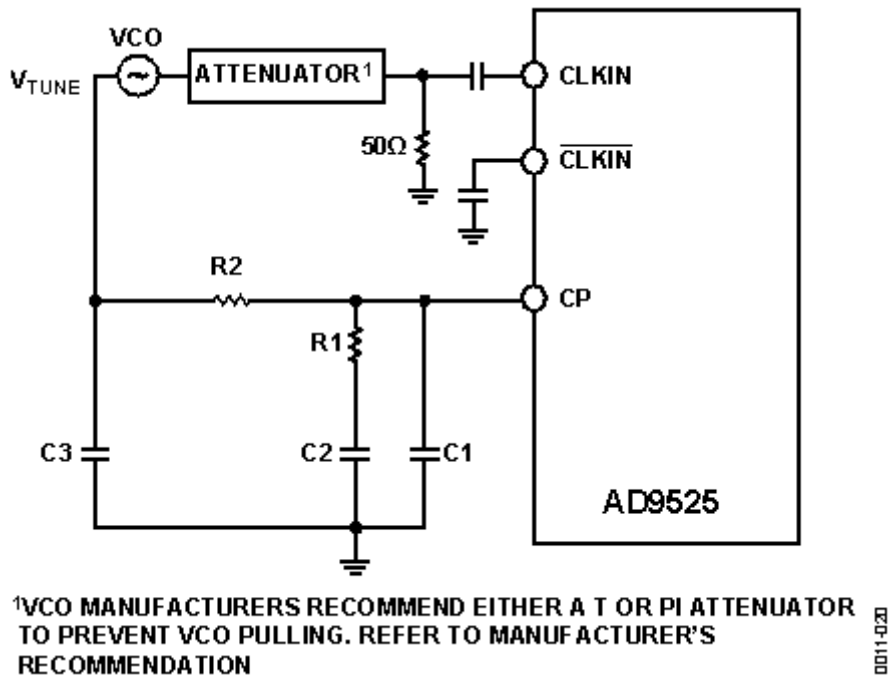 VCO
VTUNE
ATTENUATOR1
CLKIN
50Ω
CLKIN
CP
R2
R1
C3
C2
C1
AD9525
1VCO MANUFACTURERS RECOMMEND EITHER A T OR PI ATTENUATOR
TO PREVENT VCO PULLING. REFER TO MANUFACTURER'S
RECOMMENDATION
0011-020